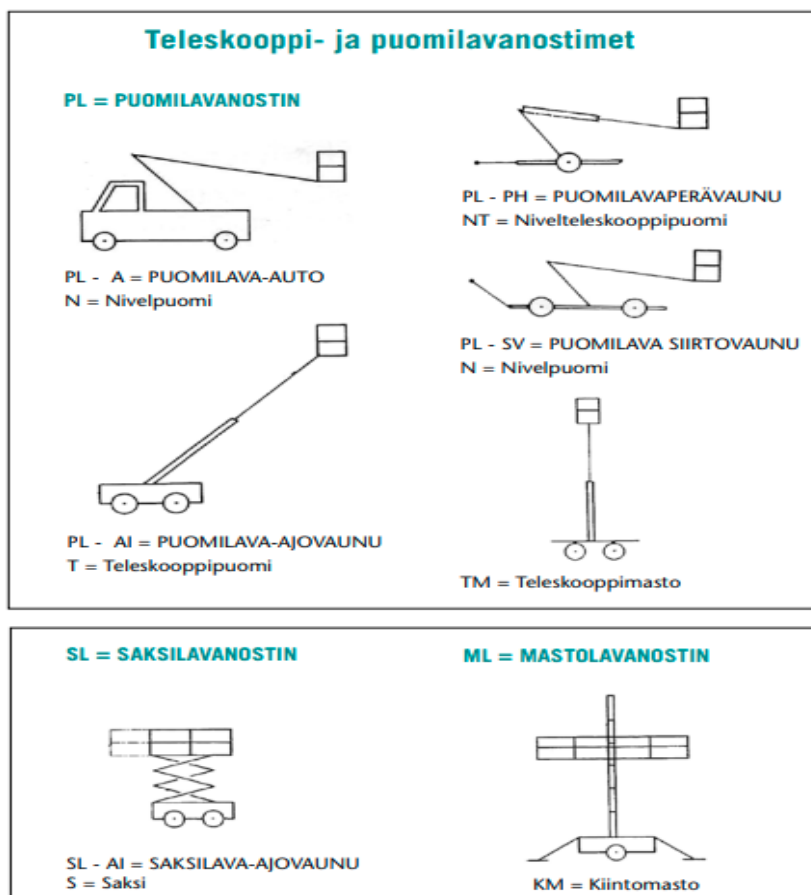 Teleskooppi- ja puomilavanostimet
PL = PUOMILAVANOSTIN
PL - A = PUOMILAVA-AUTO
N = Nivelpuomi
PL - AI = PUOMILAVA-AJOVAUNU
T = Teleskooppipuomi
PL - PH = PUOMILAVAPERÄVAUNU
NT = Nivelteleskooppipuomi
PL - SV = PUOMILAVA SIIRTOVAUNU
N = Nivelpuomi
TM = Teleskooppimasto
SL = SAKSILAVANOSTIN
SL - AI = SAKSILAVA-AJOVAUNU
S = Saksi
ML = MASTOLAVANOSTIN
KM = Kiintomasto